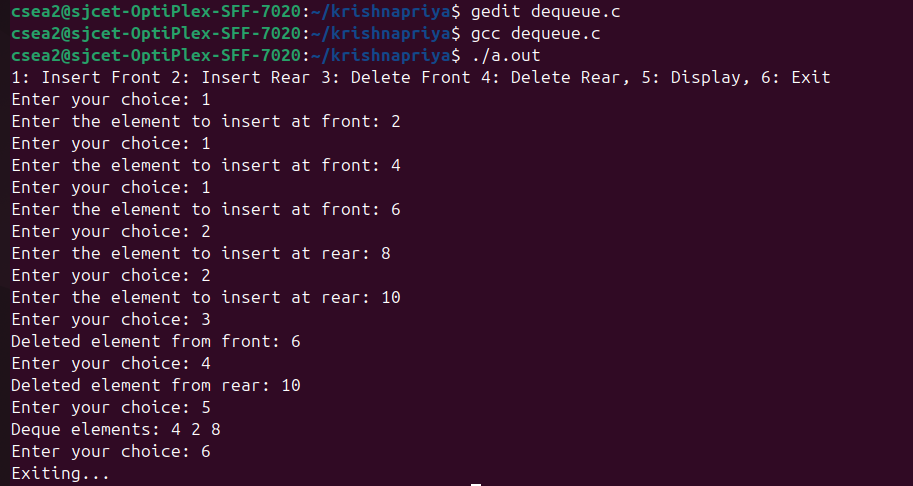 csea2@sjcet-OptiPlex-SFF-7020:~/krishnapriya$ gedit dequeue.c
csea2@sjcet-OptiPlex-SFF-7020:~/krishnapriya$ gcc dequeue.c
csea2@sjcet-OptiPlex-SFF-7020:~/krishnapriya$ ./a.out
1: Insert Front 2: Insert Rear 3: Delete Front 4: Delete Rear, 5: Display, 6: Exit
Enter your choice: 1
Enter the element to insert at front: 2
Enter your choice: 1
Enter the element to insert at front: 4
Enter your choice: 1
Enter the element to insert at front: 6
Enter your choice: 2
Enter the element to insert at rear: 8
Enter your choice: 2
Enter the element to insert at rear: 10
Enter your choice: 3
Deleted element from front: 6
Enter your choice: 4
Deleted element from rear: 10
Enter your choice: 5
Deque elements: 4 2 8
Enter your choice: 6
Exiting...